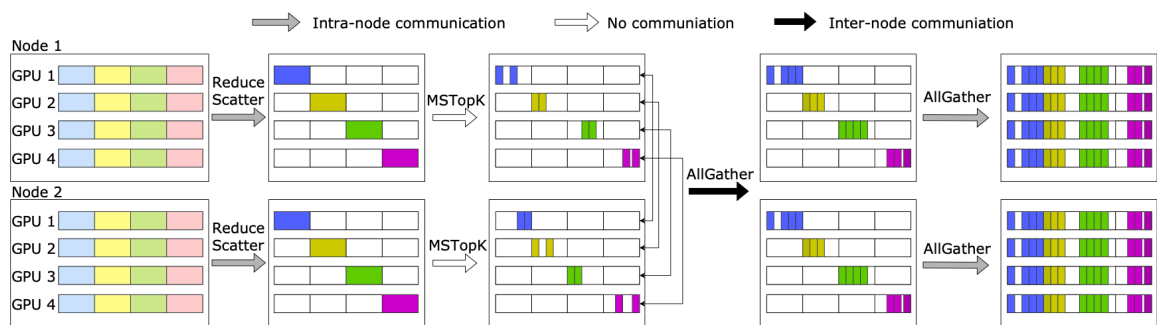 Intra-node communication
No communiation
Inter-node communiation
Node 1
GPU 1
GPU 2
GPU 3
GPU 4
Reduce
Scatter
MSTopK
AllGather
Node 2
GPU 1
GPU 2
GPU 3
GPU 4
Reduce
Scatter
MSTopK
AllGather
AllGather